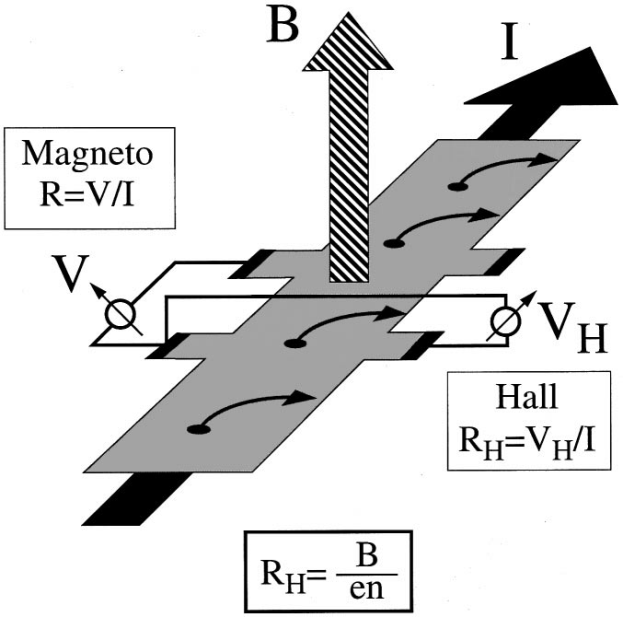 B
I
Magneto
R=V/I
V
V_H
Hall
R_H=V_H/I
R_H= B/en